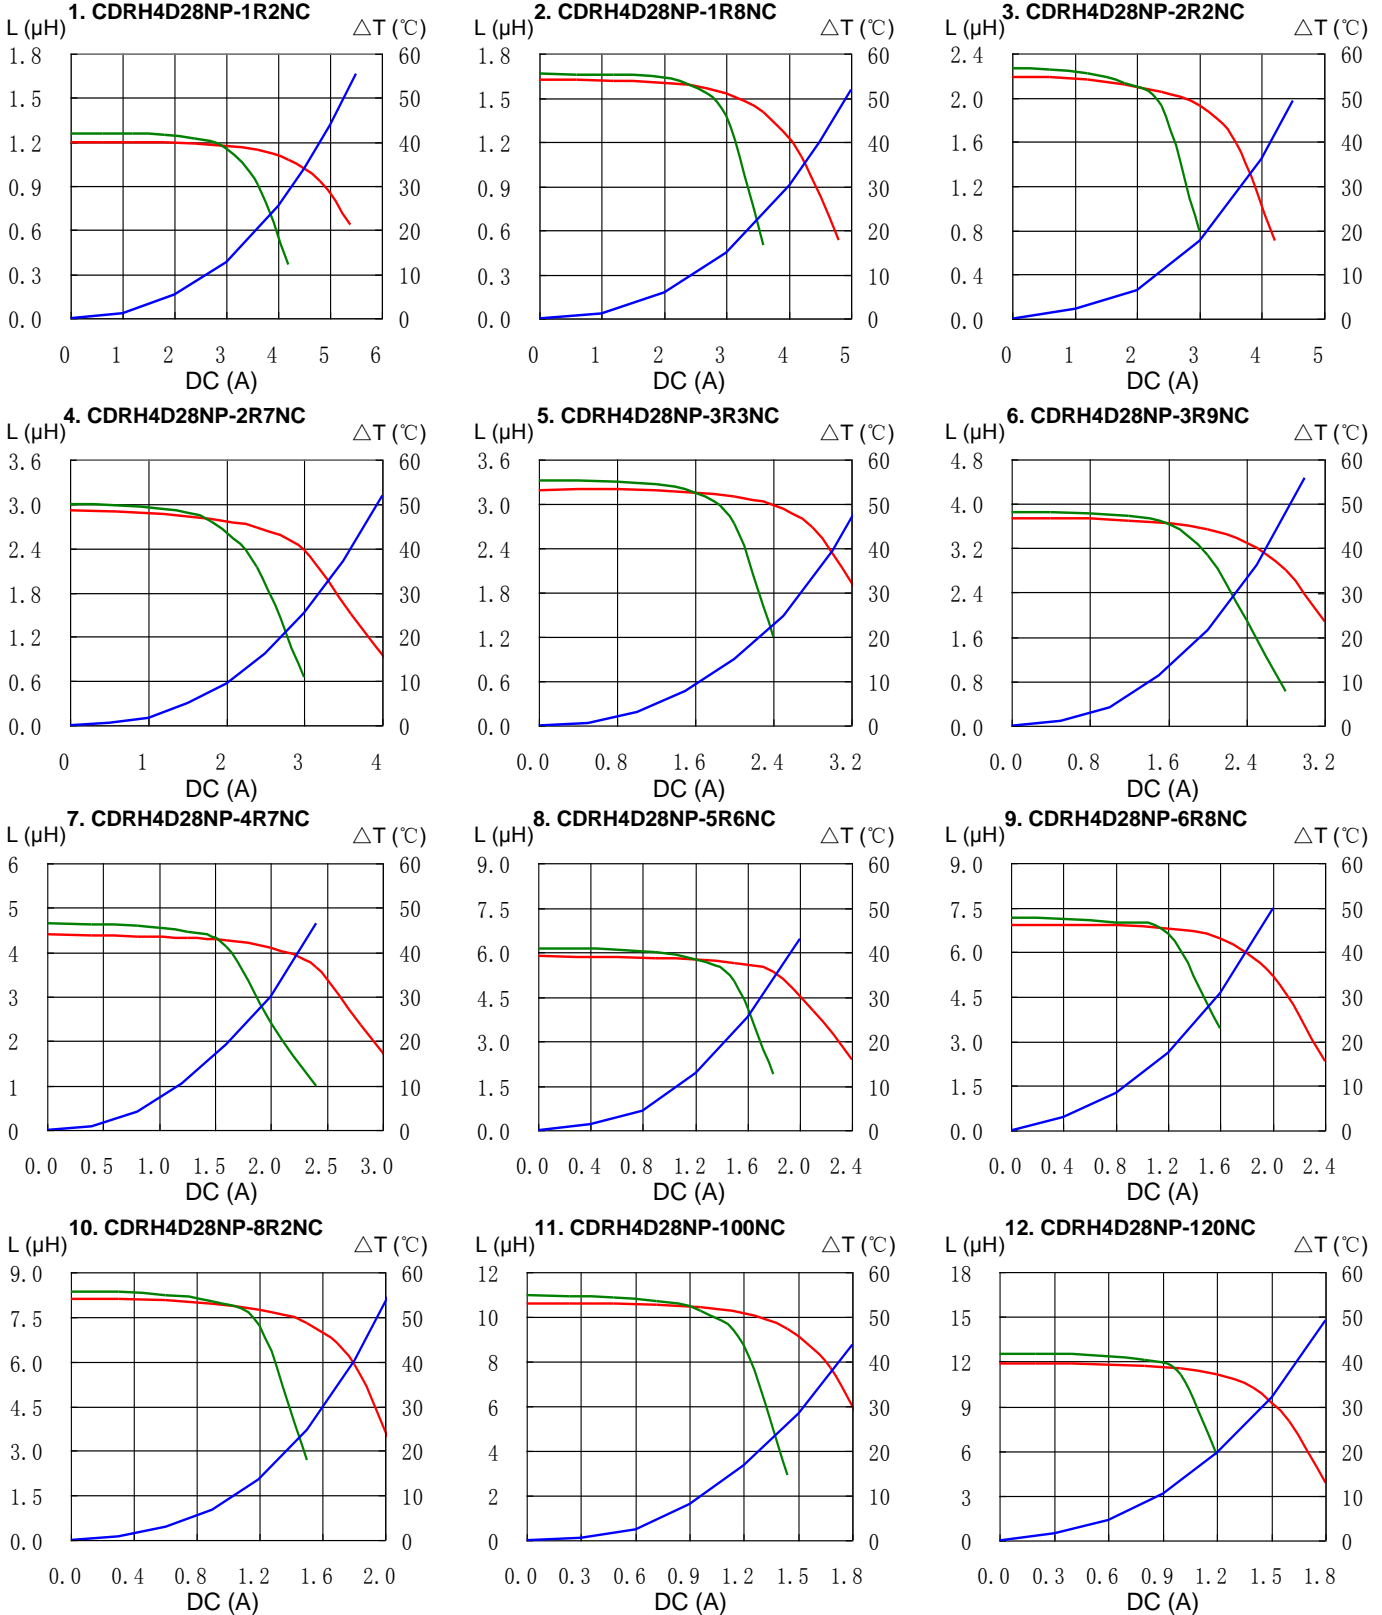 1. CDRH4D28NP-1R2NC
L (µH) △T (℃)
1.8 60
1.5 50
1.2 40
0.9 30
0.6 20
0.3 10
0.0 0
0 1 2 3 4 5 6
DC (A)
2. CDRH4D28NP-1R8NC
L (µH) △T (℃)
1.8 60
1.5 50
1.2 40
0.9 30
0.6 20
0.3 10
0.0 0
0 1 2 3 4 5
DC (A)
3. CDRH4D28NP-2R2NC
L (µH) △T (℃)
2.4 60
2.0 50
1.6 40
1.2 30
0.8 20
0.4 10
0.0 0
0 1 2 3 4 5
DC (A)
4. CDRH4D28NP-2R7NC
L (µH) △T (℃)
3.6 60
3.0 50
2.4 40
1.8 30
1.2 20
0.6 10
0.0 0
0 1 2 3 4
DC (A)
5. CDRH4D28NP-3R3NC
L (µH) △T (℃)
3.6 60
3.0 50
2.4 40
1.8 30
1.2 20
0.6 10
0.0 0
0.0 0.8 1.6 2.4 3.2
DC (A)
6. CDRH4D28NP-3R9NC
L (µH) △T (℃)
4.8 60
4.0 50
3.2 40
2.4 30
1.6 20
0.8 10
0.0 0
0.0 0.8 1.6 2.4 3.2
DC (A)
7. CDRH4D28NP-4R7NC
L (µH) △T (℃)
6 60
5 50
4 40
3 30
2 20
1 10
0 0
0.0 0.5 1.0 1.5 2.0 2.5 3.0
DC (A)
8. CDRH4D28NP-5R6NC
L (µH) △T (℃)
9.0 60
7.5 50
6.0 40
4.5 30
3.0 20
1.5 10
0.0 0
0.0 0.4 0.8 1.2 1.6 2.0 2.4
DC (A)
9. CDRH4D28NP-6R8NC
L (µH) △T (℃)
9.0 60
7.5 50
6.0 40
4.5 30
3.0 20
1.5 10
0.0 0
0.0 0.4 0.8 1.2 1.6 2.0 2.4
DC (A)
10. CDRH4D28NP-8R2NC
L (µH) △T (℃)
9.0 60
7.5 50
6.0 40
4.5 30
3.0 20
1.5 10
0.0 0
0.0 0.4 0.8 1.2 1.6 2.0
DC (A)
11. CDRH4D28NP-100NC
L (µH) △T (℃)
12 60
10 50
8 40
6 30
4 20
2 10
0 0
0.0 0.3 0.6 0.9 1.2 1.5 1.8
DC (A)
12. CDRH4D28NP-120NC
L (µH) △T (℃)
18 60
15 50
12 40
9 30
6 20
3 10
0 0
0.0 0.3 0.6 0.9 1.2 1.5 1.8
DC (A)